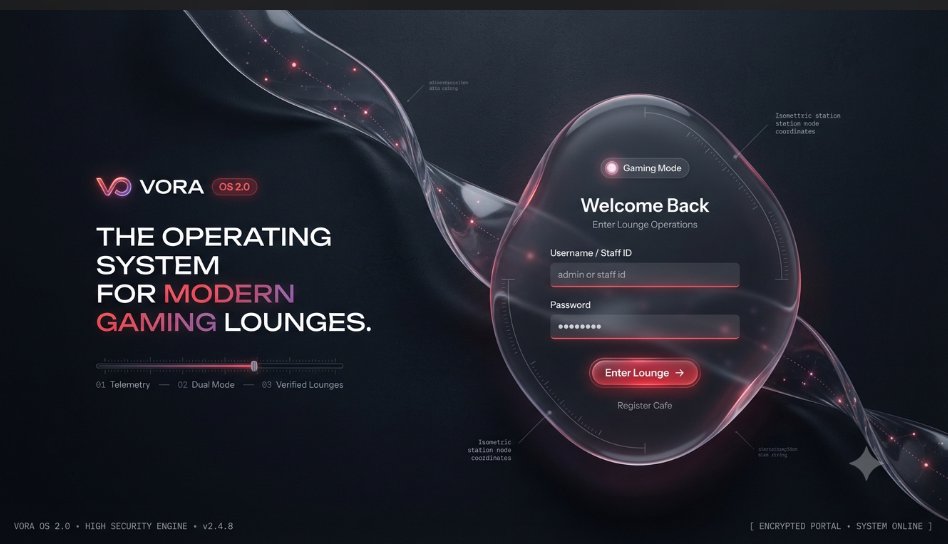 VORA OS 2.0
THE OPERATING
SYSTEM
FOR MODERN
GAMING LOUNGES.
01 Telemetry — 02 Dual Mode — 03 Verified Lounges
Gaming Mode
Welcome Back
Enter Lounge Operations
Username / Staff ID
admin or staff id
Password
••••••••
Enter Lounge →
Register Cafe
Isomettric station
station mode
coordinates
Isometric
station node
coordinates
VORA OS 2.0 • HIGH SECURITY ENGINE • v2.4.8
[ ENCRYPTED PORTAL • SYSTEM ONLINE ]